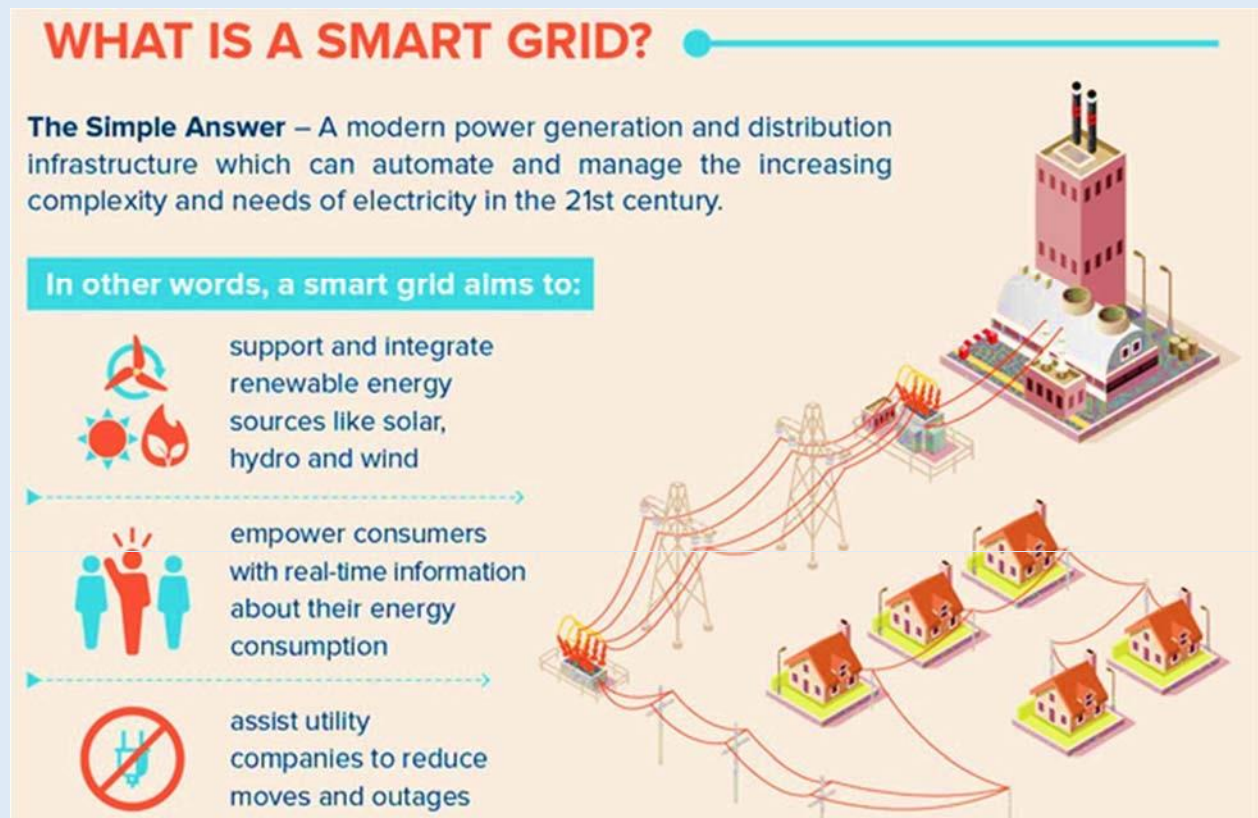 WHAT IS A SMART GRID?
The Simple Answer – A modern power generation and distribution
infrastructure which can automate and manage the increasing
complexity and needs of electricity in the 21st century.
In other words, a smart grid aims to:
support and integrate
renewable energy
sources like solar,
hydro and wind
empower consumers
with real-time information
about their energy
consumption
assist utility
companies to reduce
moves and outages